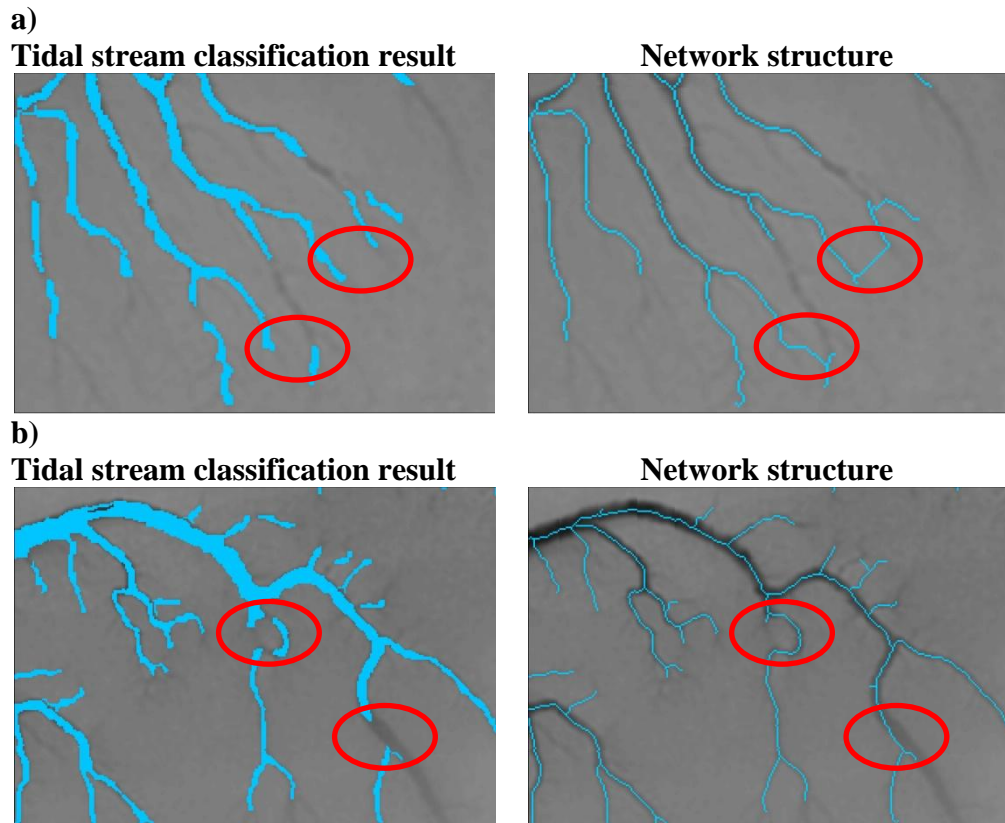 a)
Tidal stream classification result Network structure
b)
Tidal stream classification result Network structure